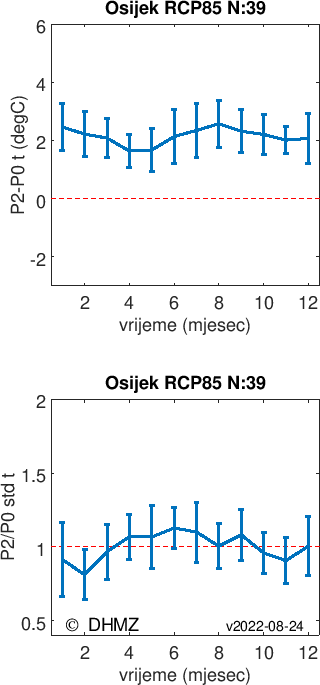 Osijek RCP85 N:39
6
4
2
0
-2
P2-P0 t (degC)
2 4 6 8 10 12
vrijeme (mjesec)
Osijek RCP85 N:39
2
1.5
1
0.5
P2/P0 std t
© DHMZ v2022-08-24
2 4 6 8 10 12
vrijeme (mjesec)